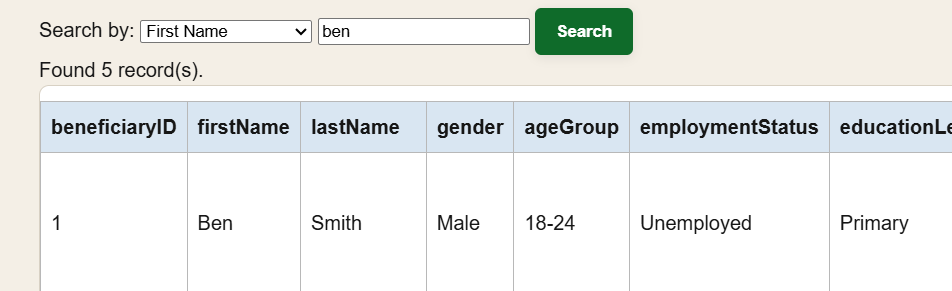 Search by: First Name ben Search
Found 5 record(s).
beneficiaryID firstName lastName gender ageGroup employmentStatus educationLe
1 Ben Smith Male 18-24 Unemployed Primary